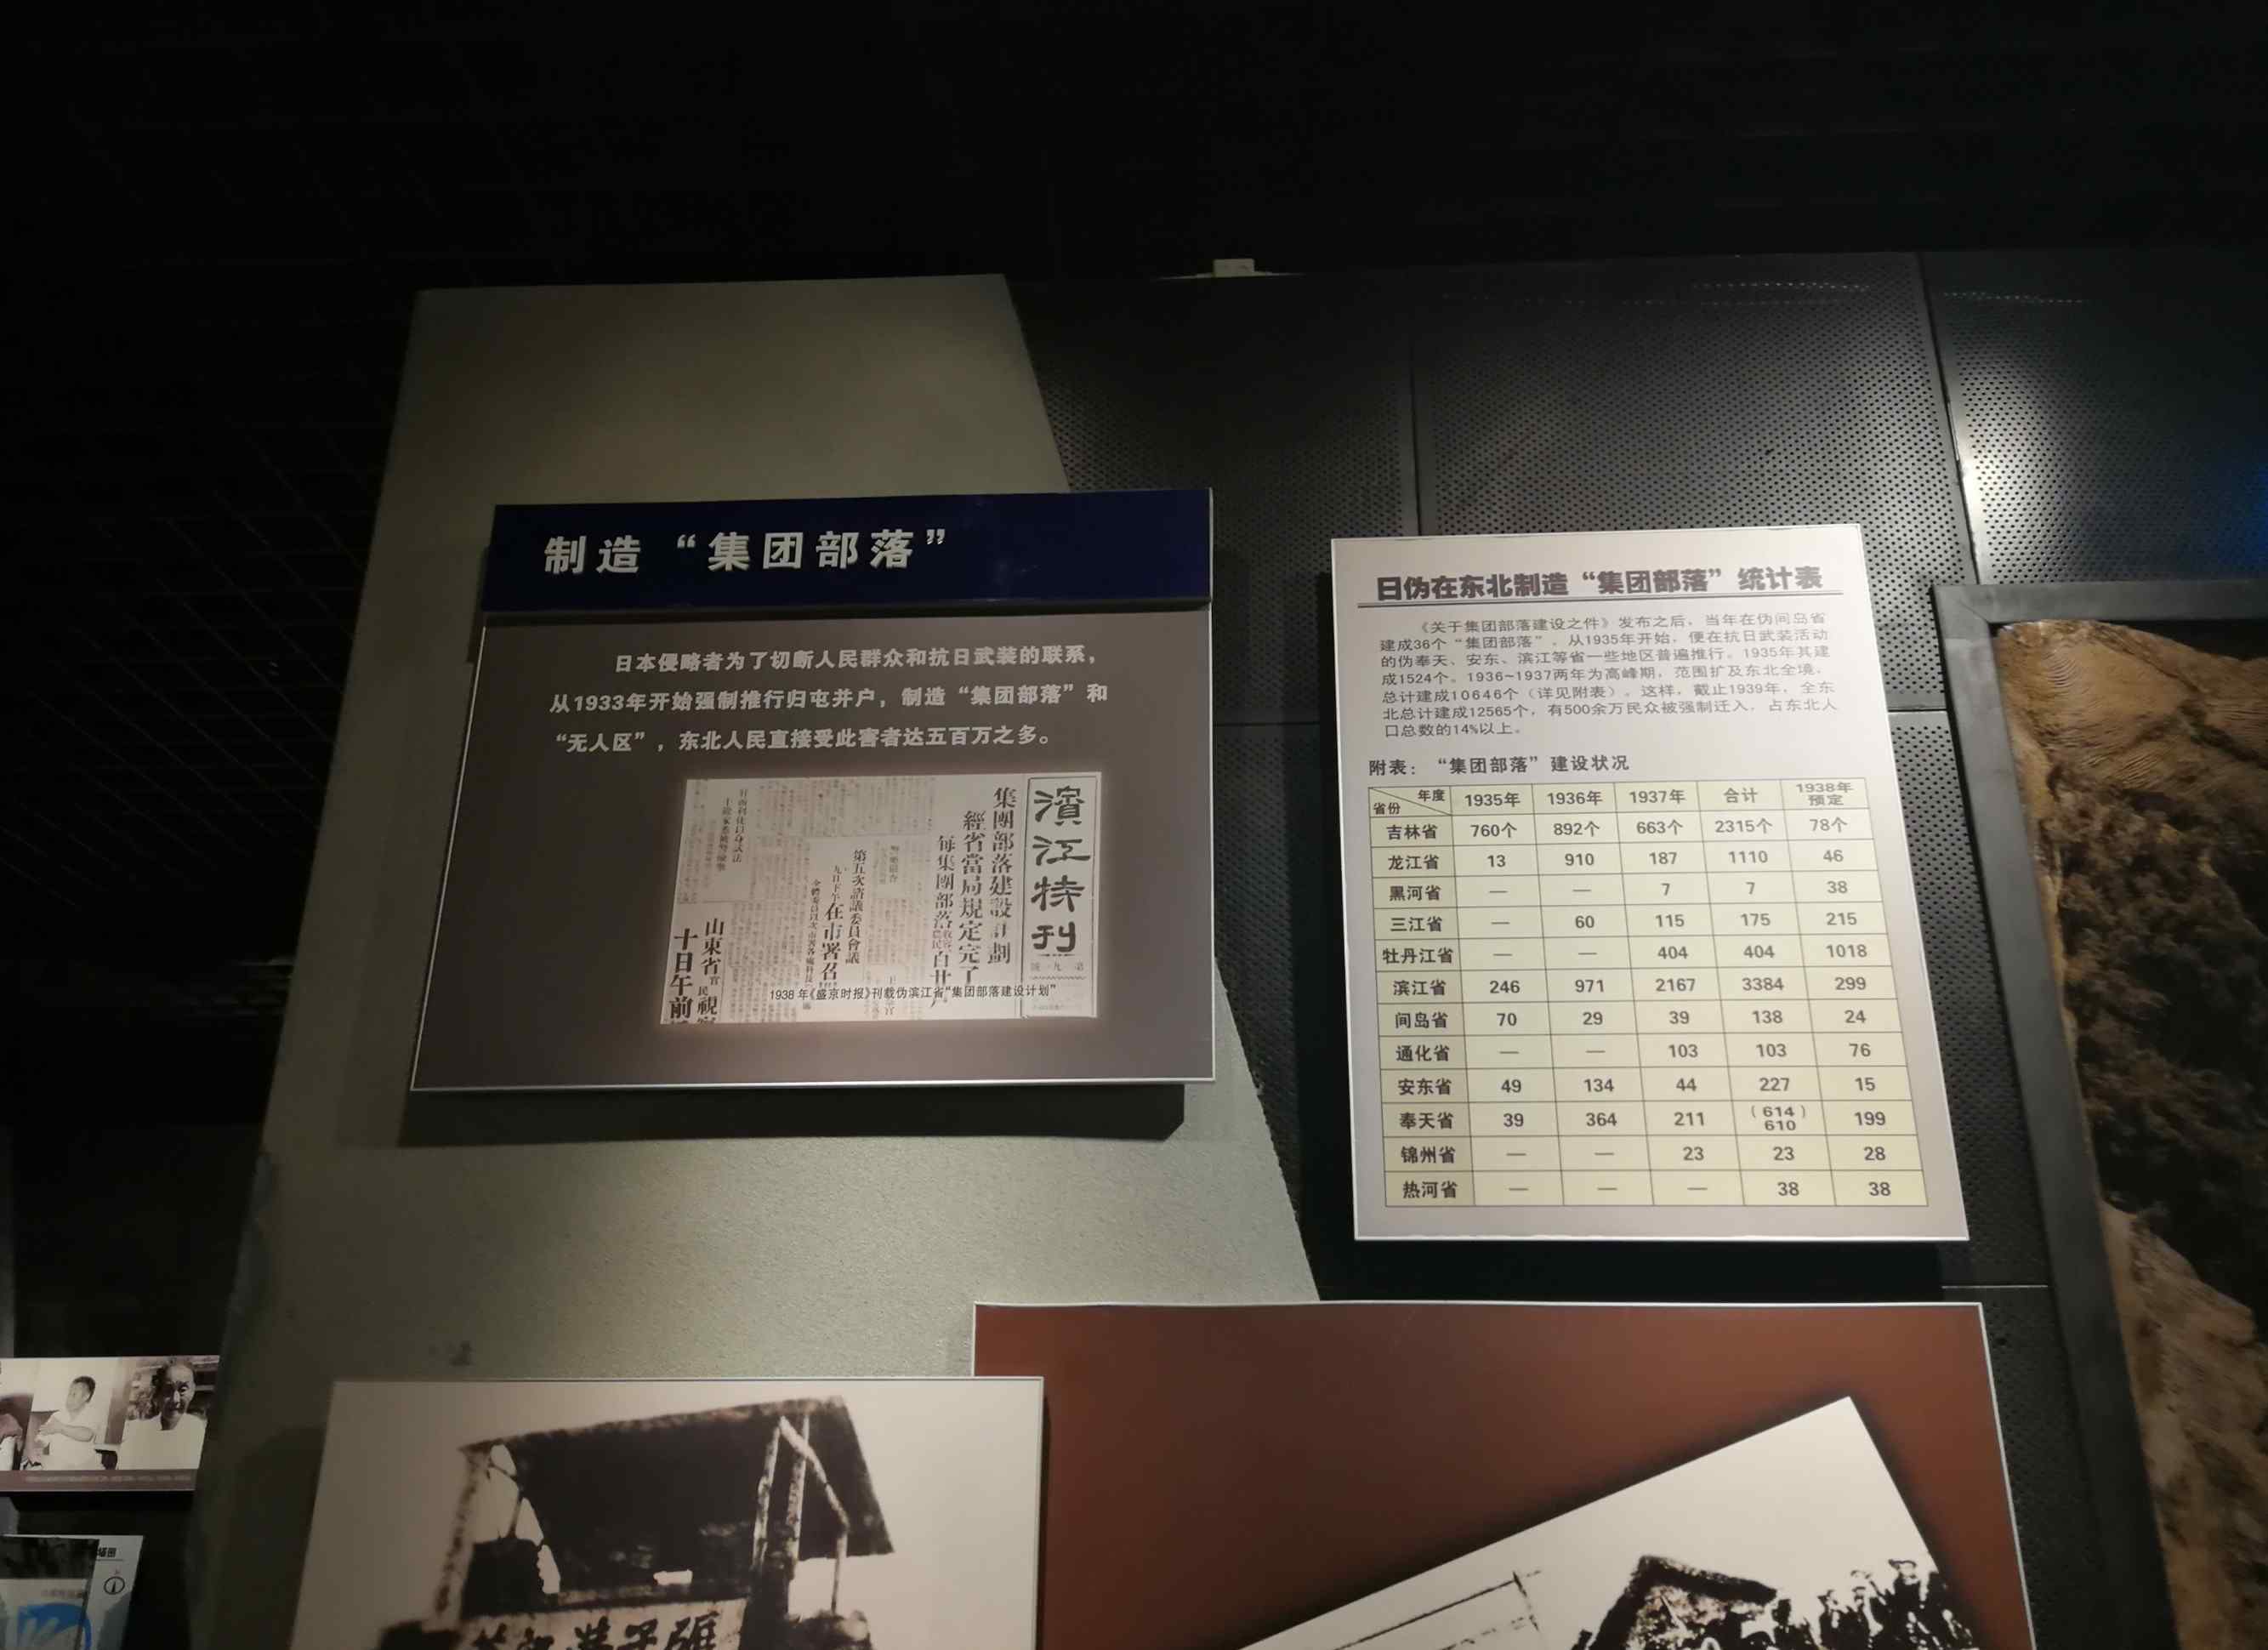 制造“集团部落”
日本侵略者为了切断人民群众和抗日武装的联系，
从1933年开始强制推行归屯并户，制造“集团部落”和
“无人区”，东北人民直接受此害者达五百万之多。
濱江特刊
集團部落建設計劃
經省當局規定完了
每集團部落
百廿
第五次諮議委員會議
在市署召
山東省官民視察
十日午前
1938年《盛京时报》刊载伪滨江省“集团部落建设计划”
日伪在东北制造“集团部落”统计表
《关于集团部落建设之件》发布之后，当年在伪间岛省
建成36个“集团部落”。从1935年开始，便在抗日武装活动
的伪奉天、安东、滨江等省一些地区普遍推行。1935年共建
成1524个。1936~1937两年为高峰期，范围扩及东北全境，
总计建成10646个（详见附表）。这样，截止1939年，全东
北总计建成12565个，有500余万民众被强制迁入，占东北人
口总数的14%以上。
附表：“集团部落”建设状况
年度 省份 1935年 1936年 1937年 合计 1938年预定
吉林省 760个 892个 663个 2315个 78个
龙江省 13 910 187 1110 46
黑河省 — — 7 7 38
三江省 — 60 115 175 215
牡丹江省 — — 404 404 1018
滨江省 246 971 2167 3384 299
间岛省 70 29 39 138 24
通化省 — — 103 103 76
安东省 49 134 44 227 15
奉天省 39 364 211 （614）610 199
锦州省 — — 23 23 28
热河省 — — — 38 38